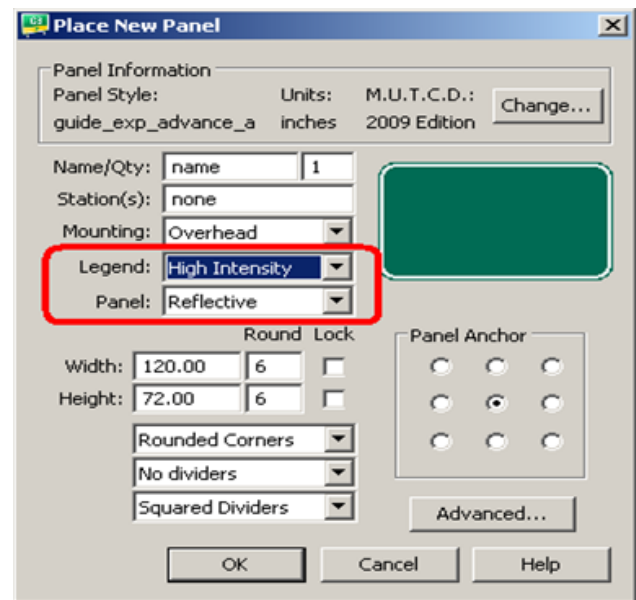 Place New Panel
Panel Information
Panel Style: Units: M.U.T.C.D.:
guide_exp_advance_a inches 2009 Edition Change...
Name/Qty: name 1
Station(s): none
Mounting: Overhead
Legend: High Intensity
Panel: Reflective
Round Lock Panel Anchor
Width: 120.00 6
Height: 72.00 6
Rounded Corners
No dividers
Squared Dividers
Advanced...
OK Cancel Help